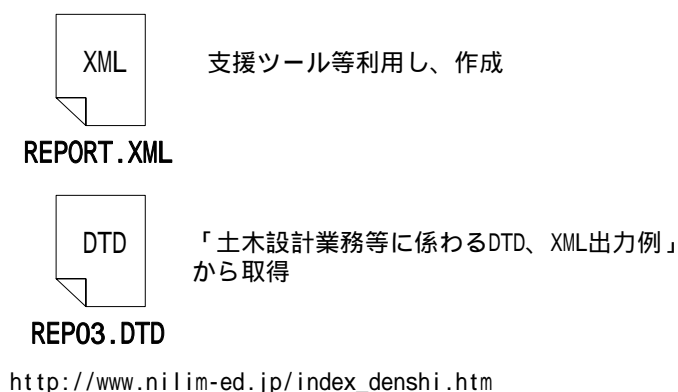 XML
支援ツール等利用し、作成
REPORT.XML
DTD
「土木設計業務等に係わるDTD、XML出力例」
から取得
REP03.DTD
http://www.nilim-ed.jp/index_denshi.htm